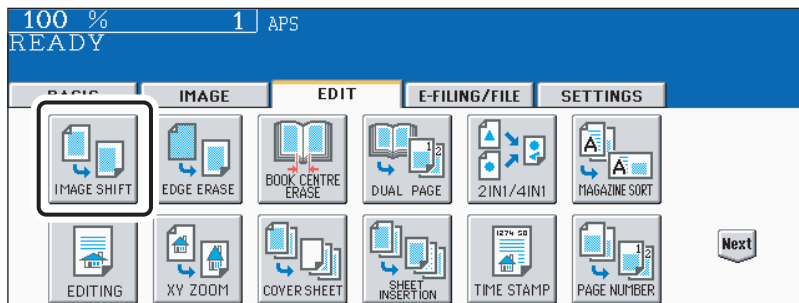 100 % 1 APS
READY
BASIC IMAGE EDIT E-FILING/FILE SETTINGS
IMAGE SHIFT EDGE ERASE BOOK CENTRE ERASE DUAL PAGE 2IN1/4IN1 MAGAZINE SORT
EDITING XY ZOOM COVER SHEET SHEET INSERTION TIME STAMP PAGE NUMBER Next